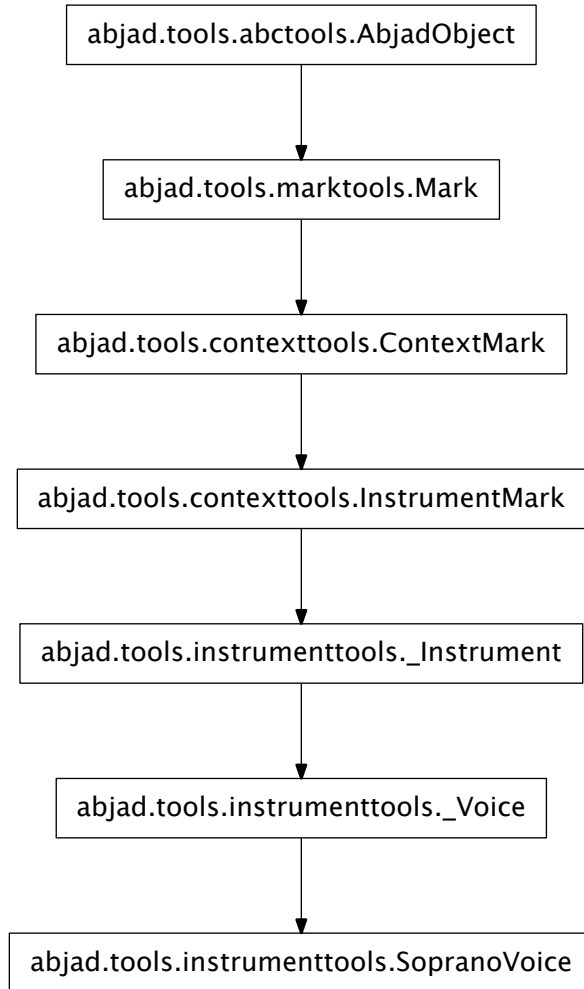 abjad.tools.abctools.AbjadObject
abjad.tools.marktools.Mark
abjad.tools.contexttools.ContextMark
abjad.tools.contexttools.InstrumentMark
abjad.tools.instrumenttools._Instrument
abjad.tools.instrumenttools._Voice
abjad.tools.instrumenttools.SopranoVoice